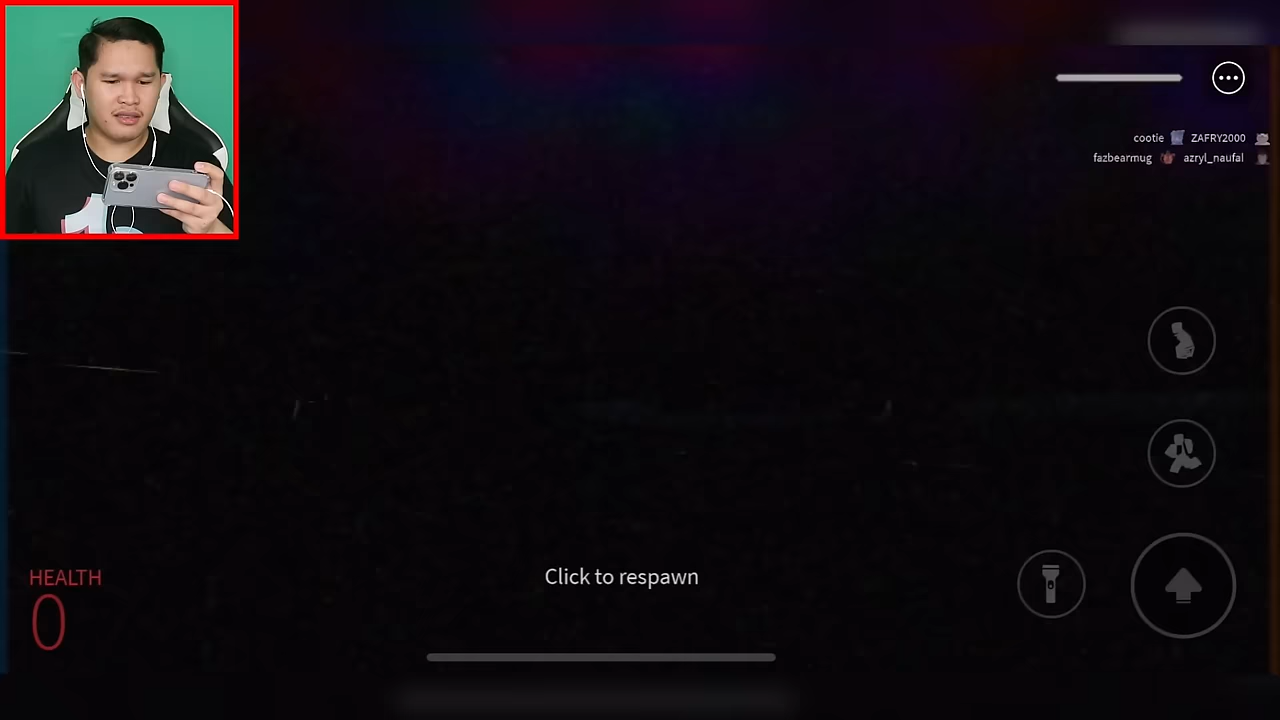 cootie ZAFRY2000
fazbearmug azryl_naufal
HEALTH
0
Click to respawn